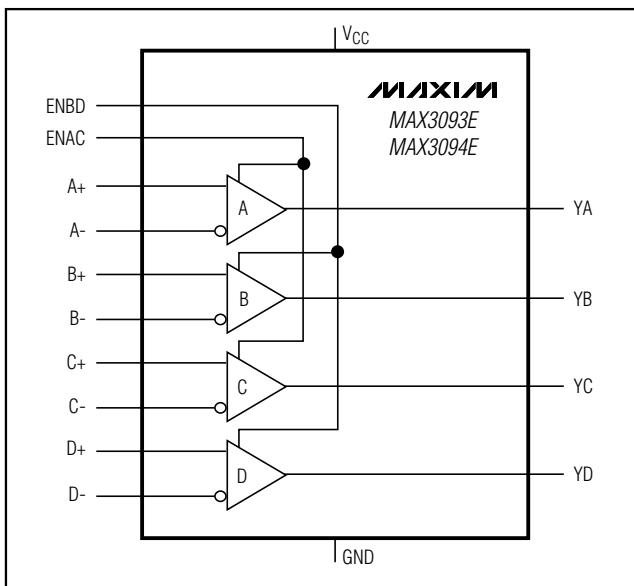 VCC
MAXIM
MAX3093E
MAX3094E
ENBD
ENAC
A+
A-
A
YA
B+
B-
B
YB
C+
C-
C
YC
D+
D-
D
YD
GND